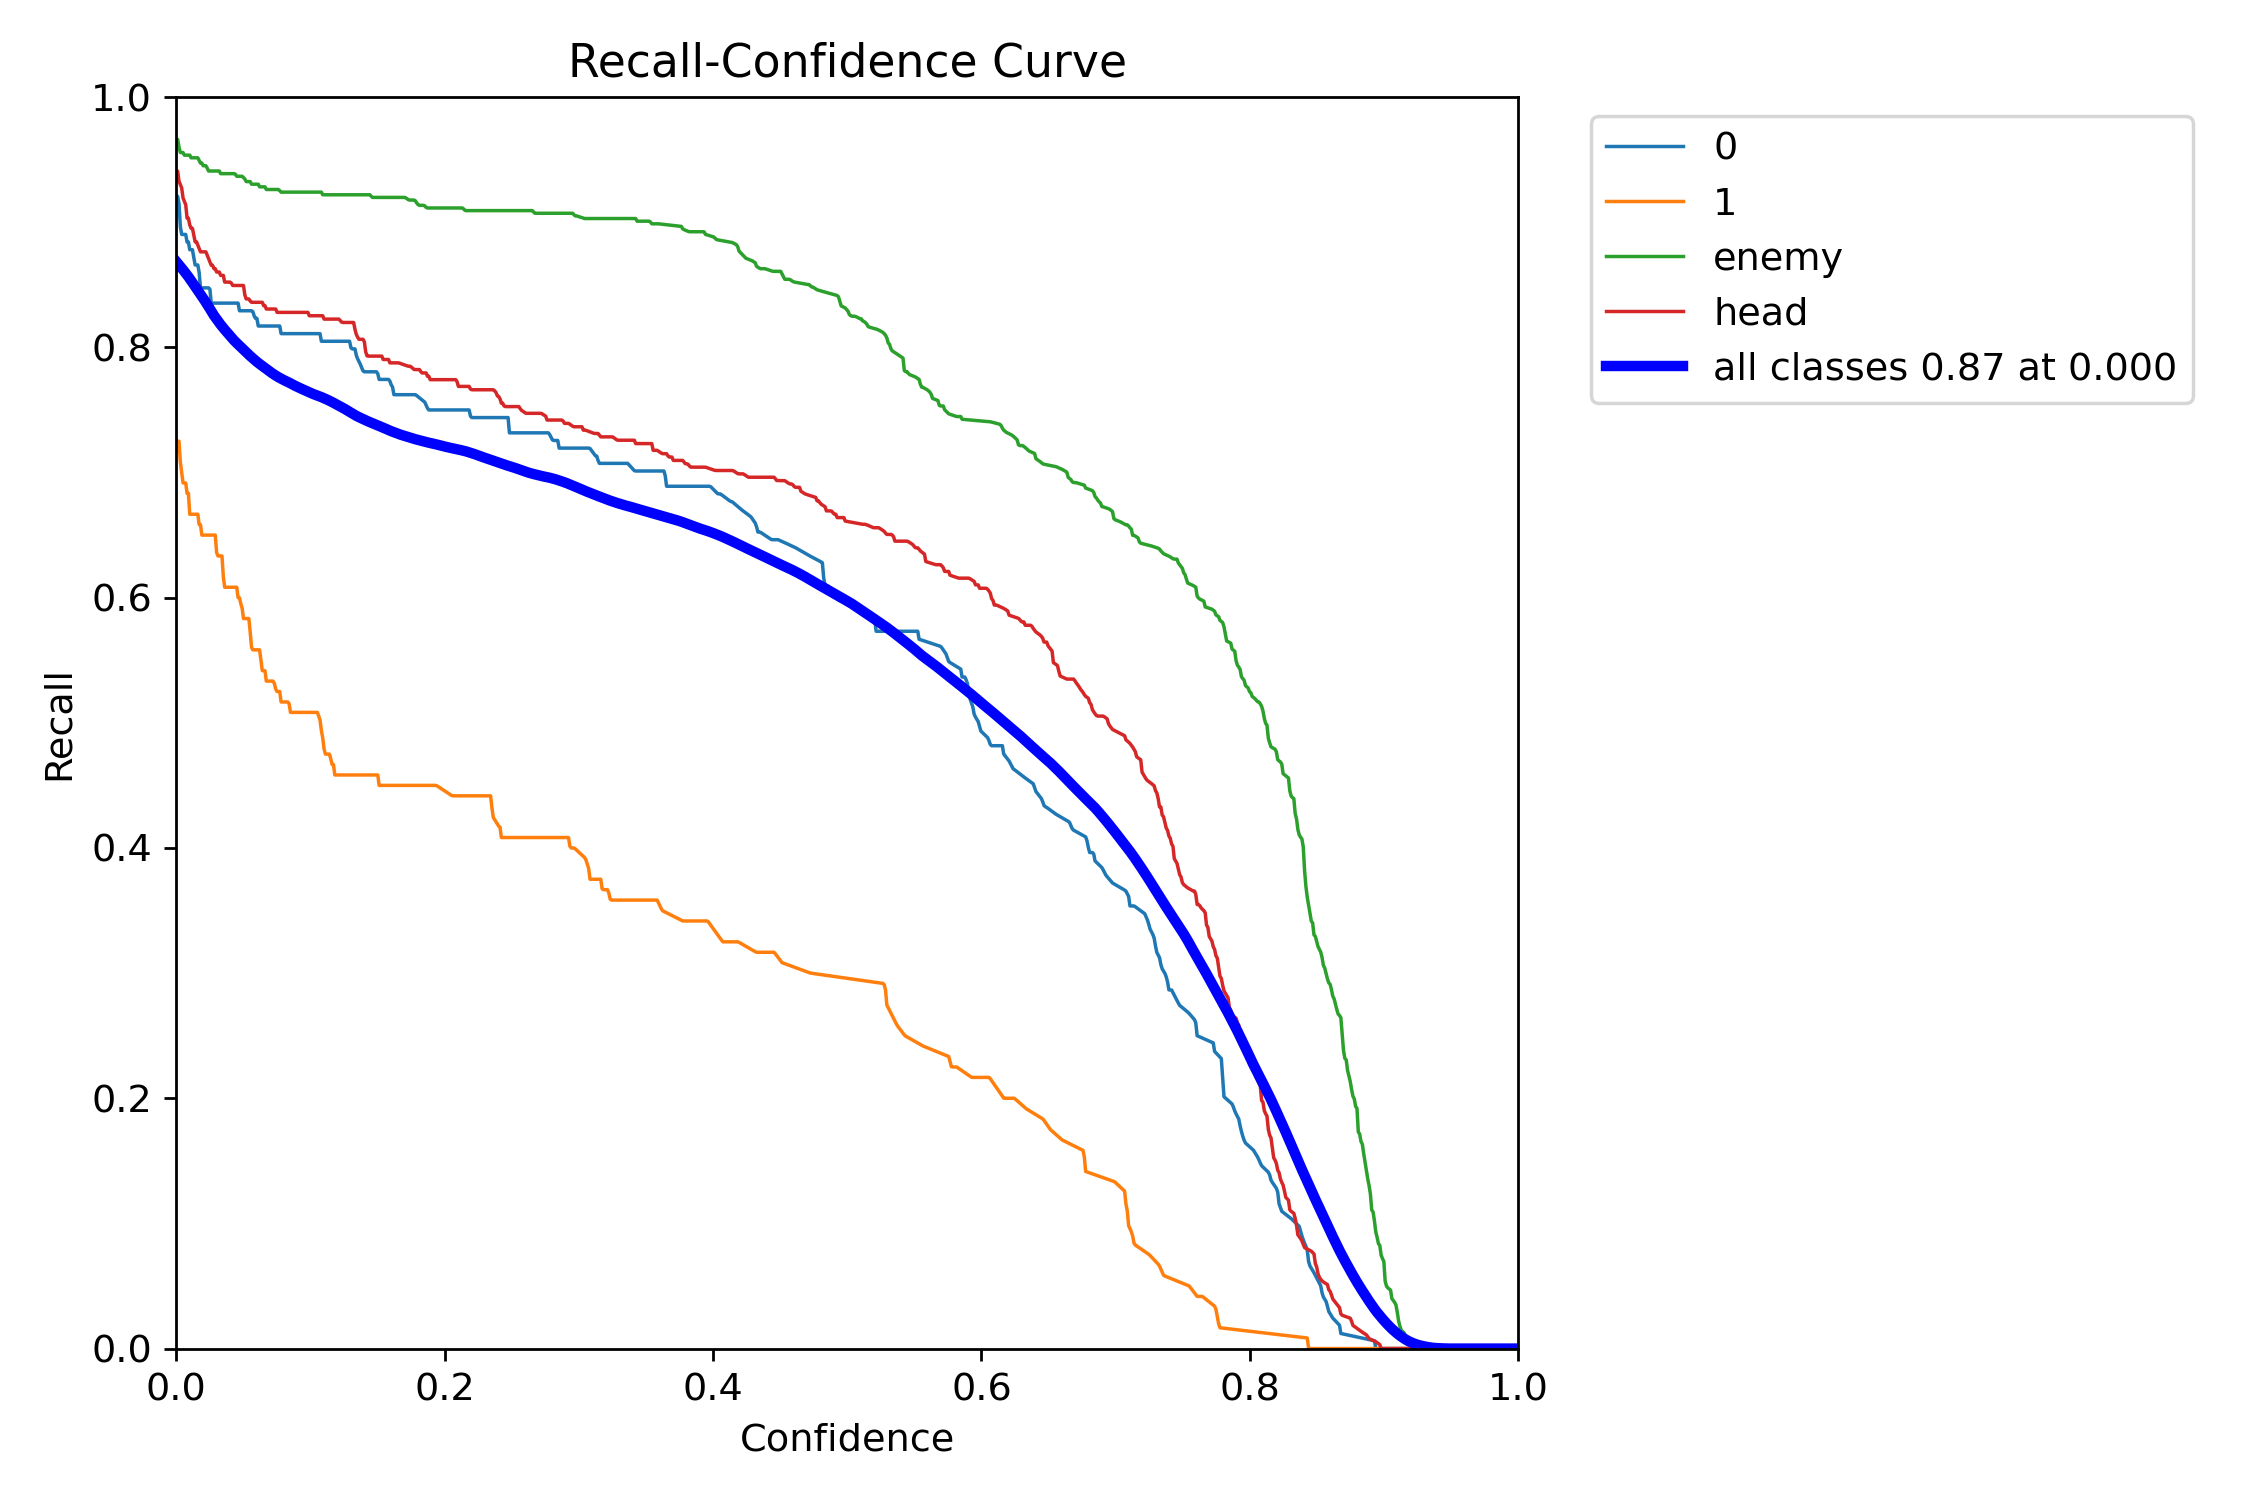 Recall-Confidence Curve
1.0
0.8
0.6
0.4
0.2
0.0
Recall
0.0 0.2 0.4 0.6 0.8 1.0
Confidence
0
1
enemy
head
all classes 0.87 at 0.000